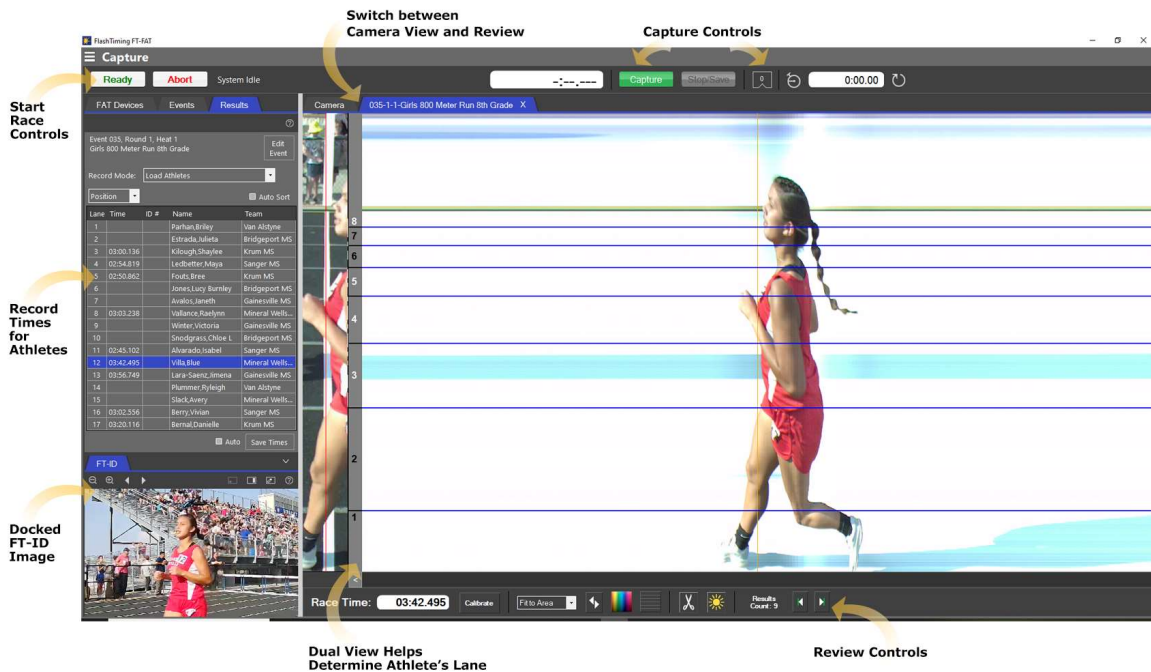 Switch between
Camera View and Review
Capture Controls
FlashTiming FT-FAT
Capture
Ready
Abort
System Idle
-:--.---
Capture
Stop/Save
0
0:00.00
Start
Race
Controls
FAT Devices
Events
Results
Camera
035-1-1-Girls 800 Meter Run 8th Grade X
Event 035, Round 1, Heat 1
Girls 800 Meter Run 8th Grade
Edit
Event
Record Mode:
Load Athletes
Position
Auto Sort
Lane Time ID # Name Team
1 Parhan,Briley Van Alstyne
2 Estrada,Julieta Bridgeport MS
3 03:00.136 Kilough,Shaylee Krum MS
4 02:54.819 Ledbetter,Maya Sanger MS
5 02:50.862 Fouts,Bree Krum MS
6 Jones,Lucy Burnley Bridgeport MS
7 Avalos,Janeth Gainesville MS
8 03:03.238 Vallance,Raelynn Mineral Wells...
9 Winter,Victoria Gainesville MS
10 Snodgrass,Chloe L Bridgeport MS
11 02:45.102 Alvarado,Isabel Sanger MS
12 03:42.495 Villa,Blue Mineral Wells...
13 03:56.749 Lara-Saenz,Jimena Gainesville MS
14 Plummer,Ryleigh Van Alstyne
15 Slack,Avery Mineral Wells...
16 03:02.556 Berry,Vivian Sanger MS
17 03:20.116 Bernal,Danielle Krum MS
Auto
Save Times
Record
Times
for
Athletes
8
7
6
5
4
3
2
1
FT-ID
Docked
FT-ID
Image
<
Race Time:
03:42.495
Calibrate
Fit to Area
Results
Count: 9
Dual View Helps
Determine Athlete's Lane
Review Controls